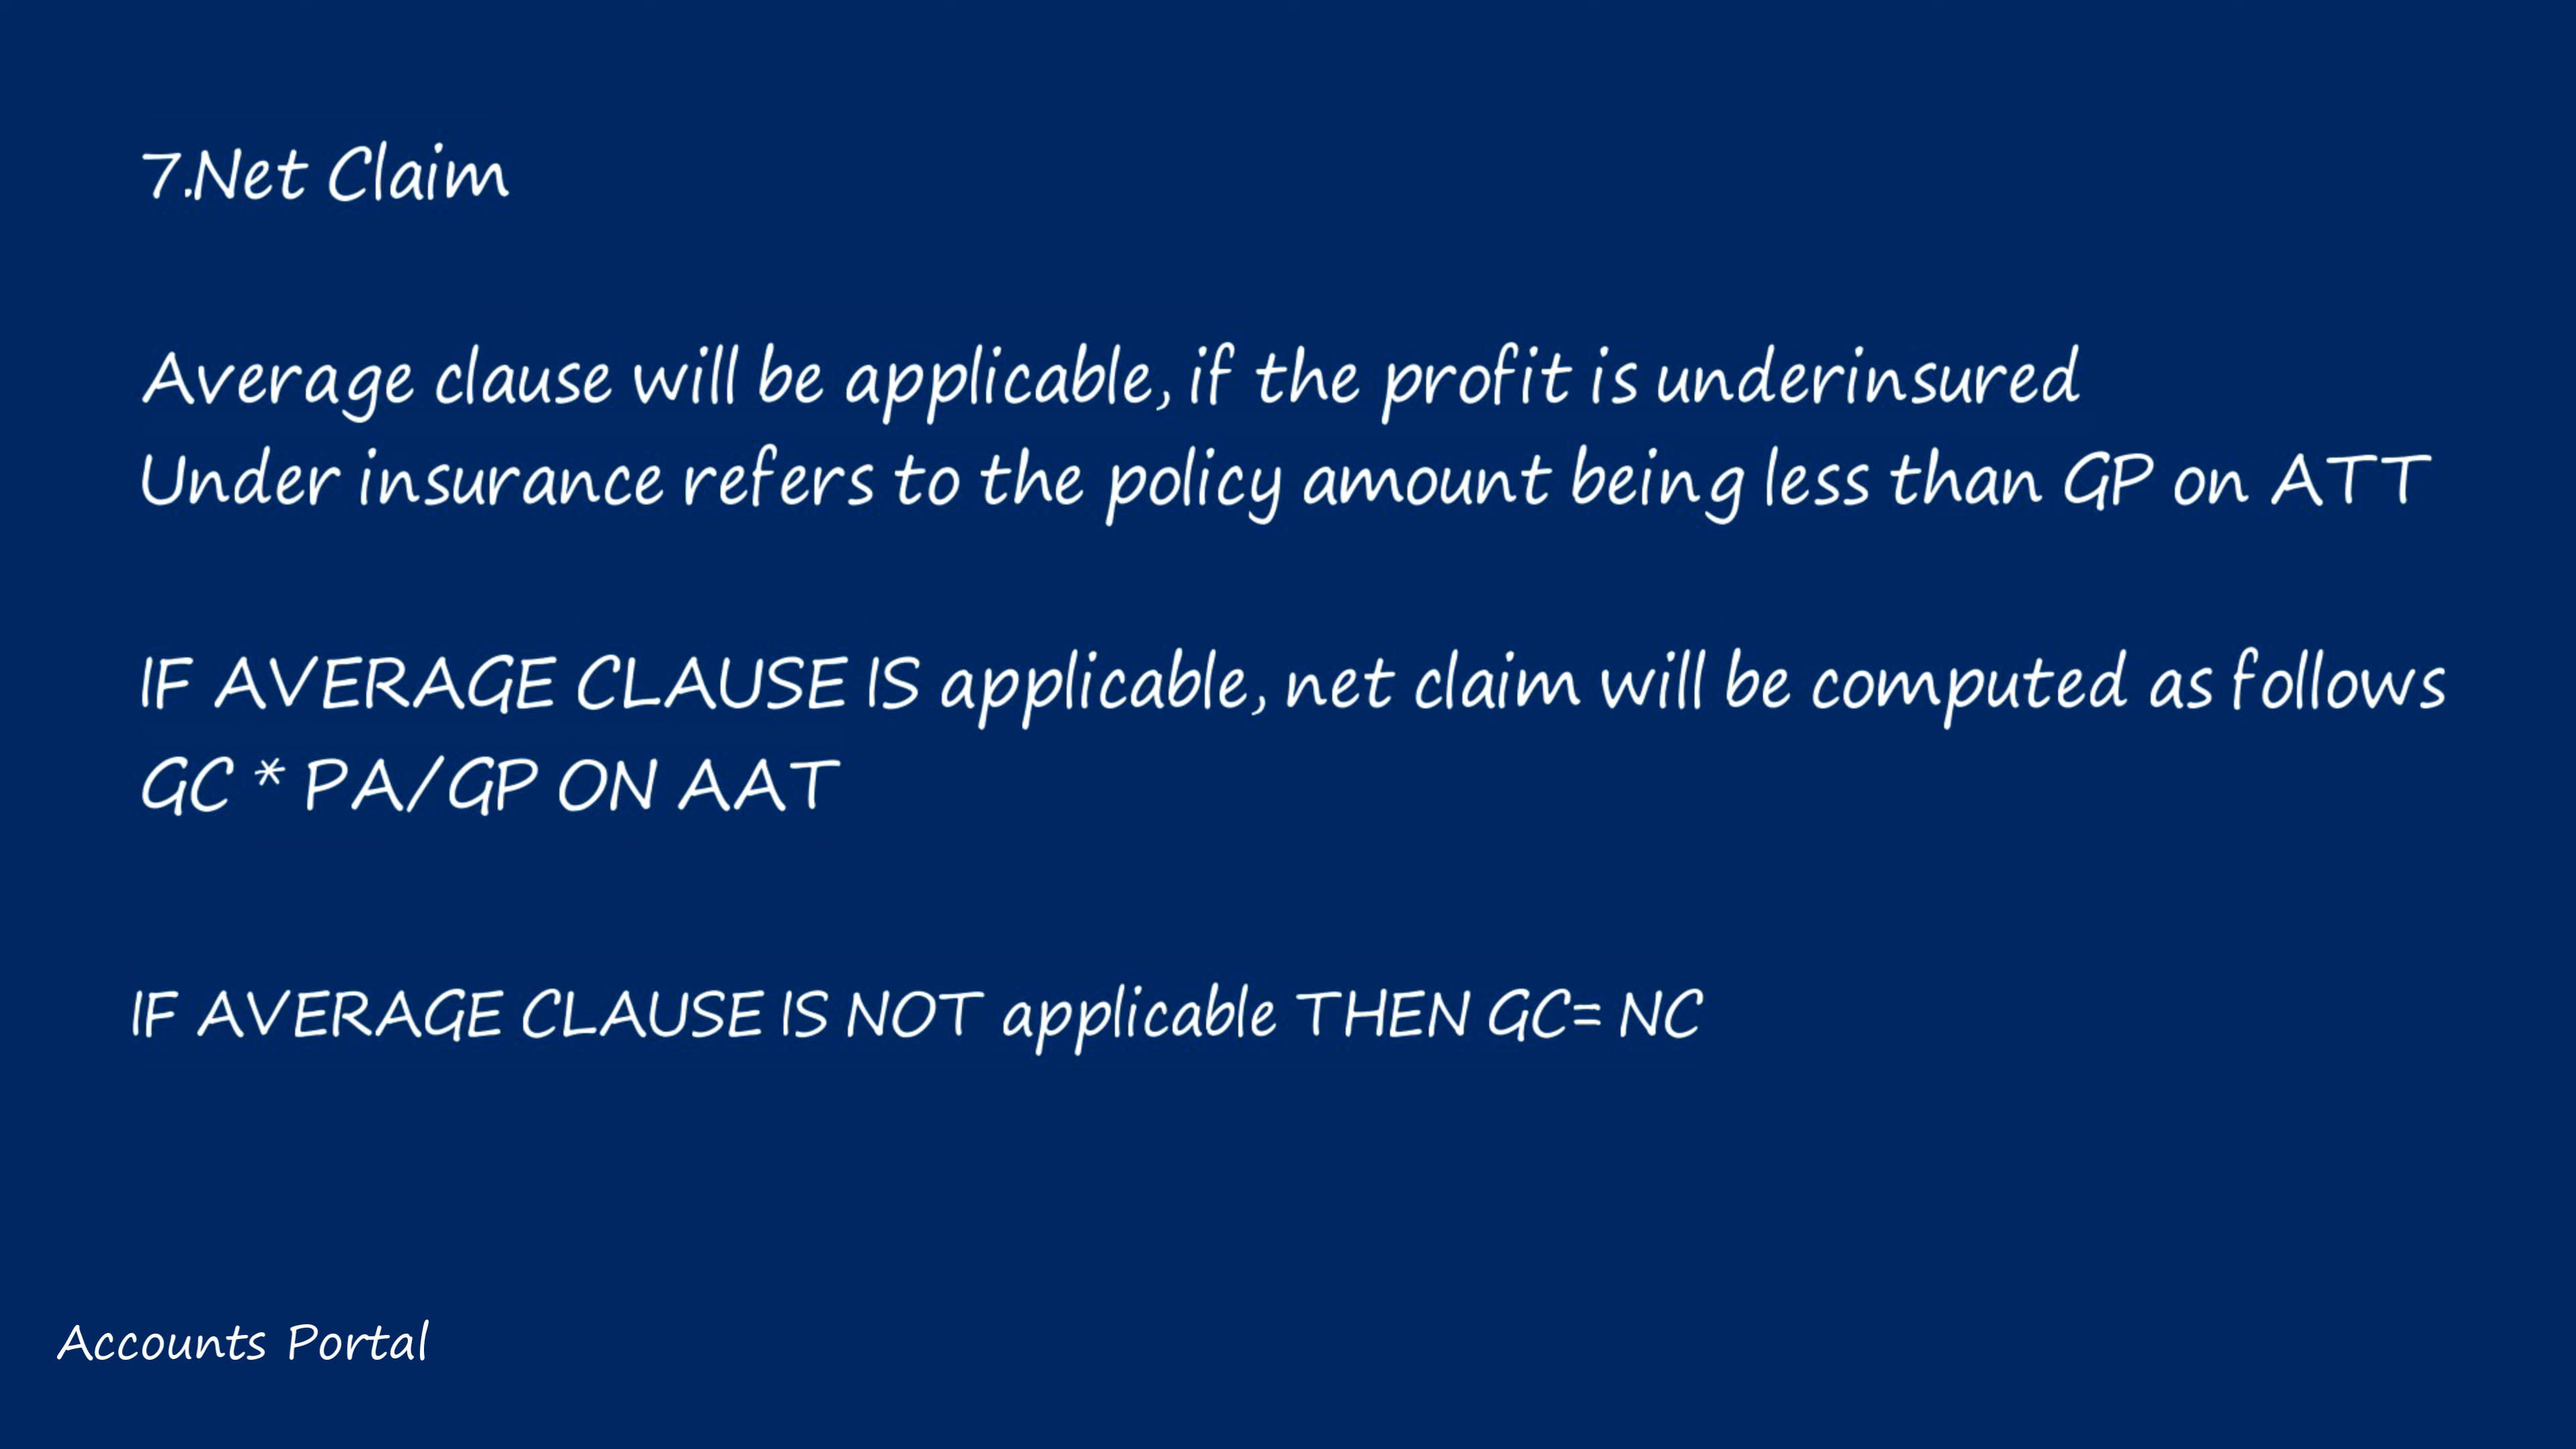 7.Net Claim
Average clause will be applicable, if the profit is underinsured
Under insurance refers to the policy amount being less than GP on ATT
IF AVERAGE CLAUSE IS applicable, net claim will be computed as follows
GC * PA/GP ON AAT
IF AVERAGE CLAUSE IS NOT applicable THEN GC= NC
Accounts Portal